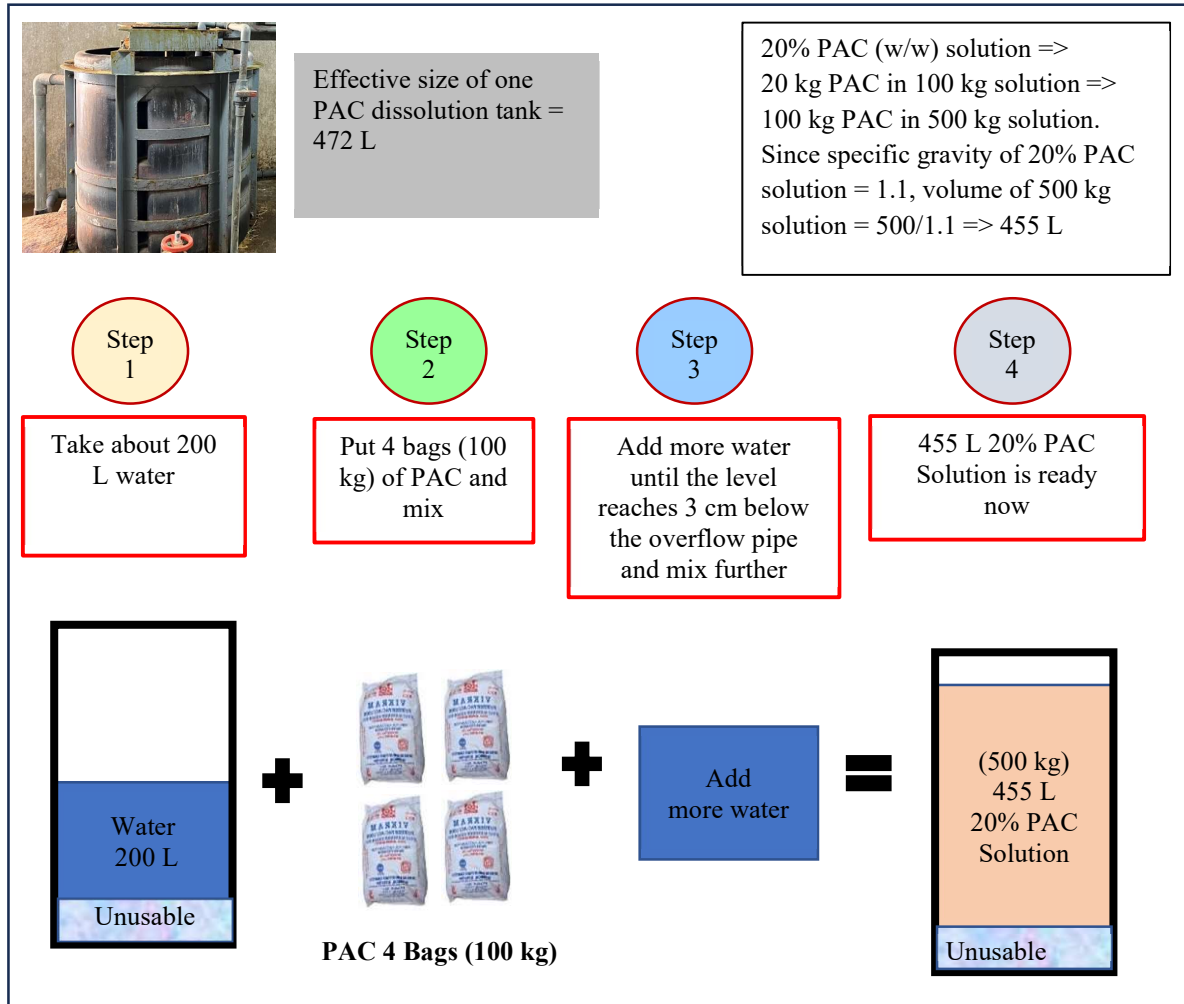 Effective size of one
PAC dissolution tank =
472 L
20% PAC (w/w) solution =>
20 kg PAC in 100 kg solution =>
100 kg PAC in 500 kg solution.
Since specific gravity of 20% PAC
solution = 1.1, volume of 500 kg
solution = 500/1.1 => 455 L
Step
1
Step
2
Step
3
Step
4
Take about 200
L water
Put 4 bags (100
kg) of PAC and
mix
Add more water
until the level
reaches 3 cm below
the overflow pipe
and mix further
455 L 20% PAC
Solution is ready
now
Water
200 L
Unusable
VIKRAM
VIKRAM
VIKRAM
VIKRAM
PAC 4 Bags (100 kg)
Add
more water
(500 kg)
455 L
20% PAC
Solution
Unusable